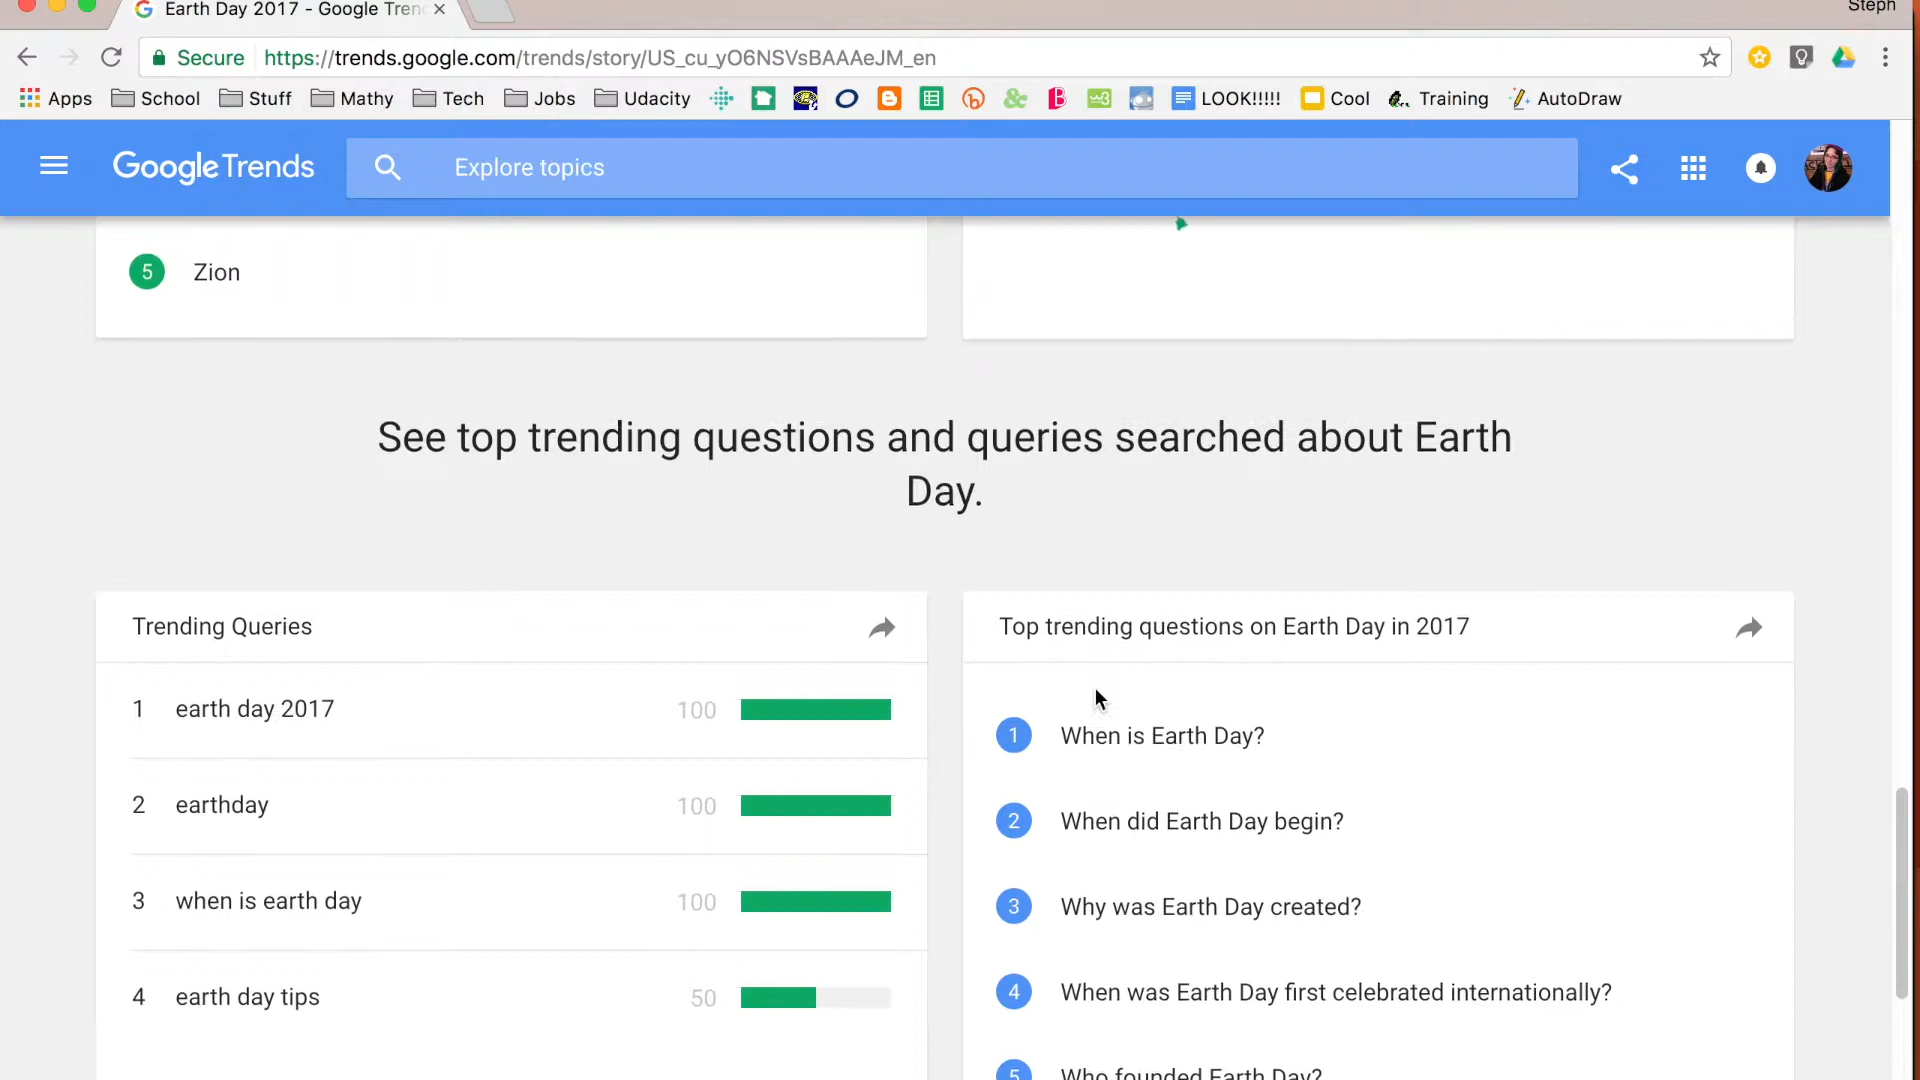 Steph
Earth Day 2017 - Google Tren
Secure https://trends.google.com/trends/story/US_cu_yO6NSVsBAAAeJM_en
Apps School Stuff Mathy Tech Jobs Udacity LOOK!!!!! Cool Training AutoDraw
Google Trends Explore topics
5 Zion
See top trending questions and queries searched about Earth
Day.
Trending Queries
1 earth day 2017 100
2 earthday 100
3 when is earth day 100
4 earth day tips 50
Top trending questions on Earth Day in 2017
1 When is Earth Day?
2 When did Earth Day begin?
3 Why was Earth Day created?
4 When was Earth Day first celebrated internationally?
5 Who founded Earth Day?